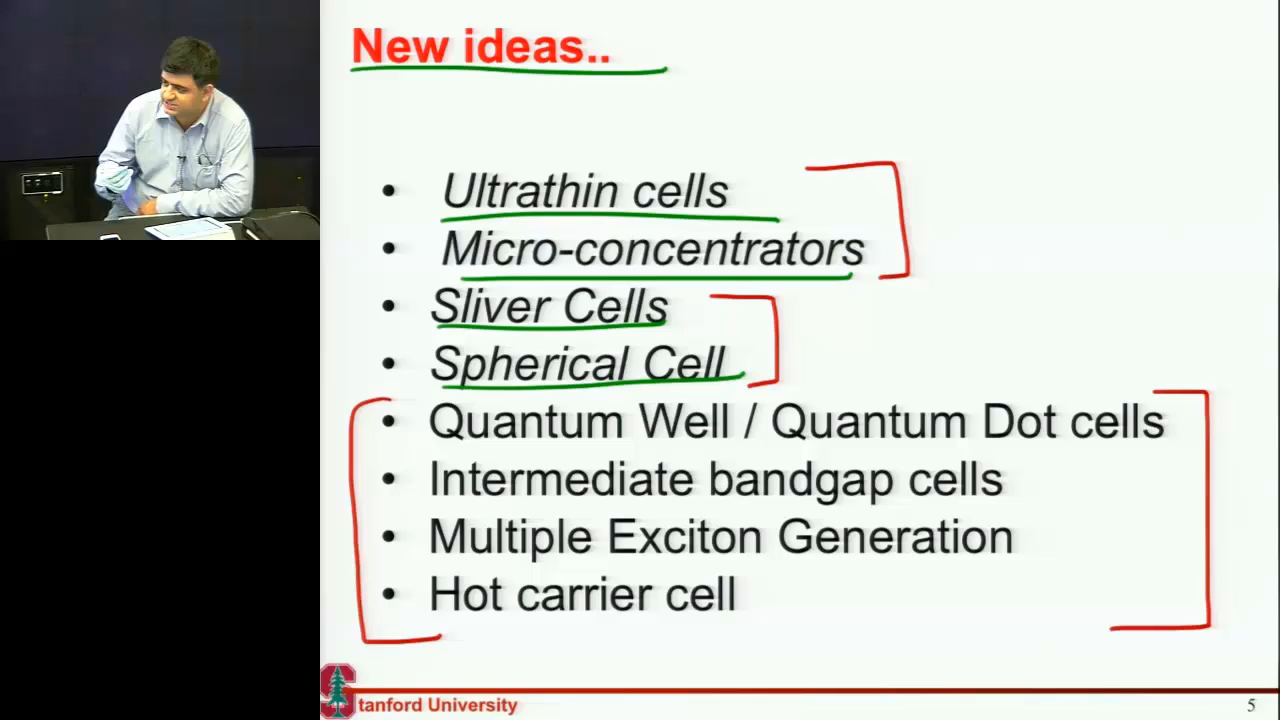 New ideas..
• Ultrathin cells
• Micro-concentrators
• Sliver Cells
• Spherical Cell
• Quantum Well / Quantum Dot cells
• Intermediate bandgap cells
• Multiple Exciton Generation
• Hot carrier cell
Stanford University
5